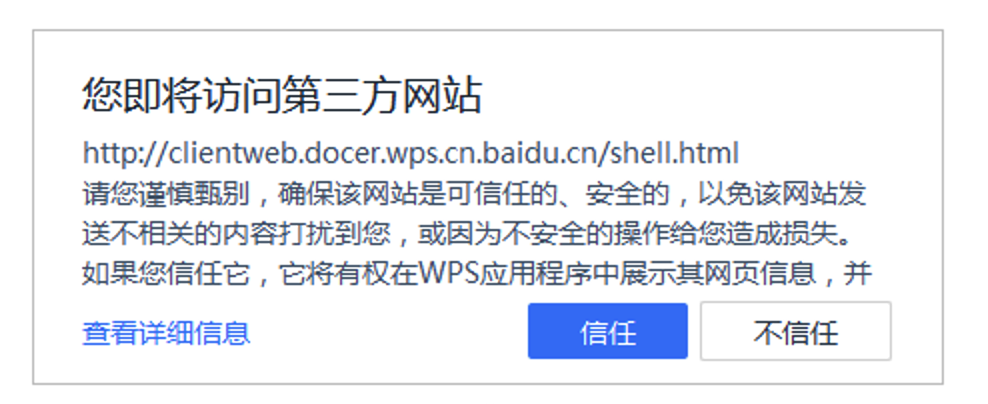 您即将访问第三方网站
http://clientweb.docer.wps.cn.baidu.cn/shell.html
请您谨慎甄别，确保该网站是可信任的、安全的，以免该网站发
送不相关的内容打扰到您，或因为不安全的操作给您造成损失。
如果您信任它，它将有权在WPS应用程序中展示其网页信息，并
查看详细信息
信任
不信任